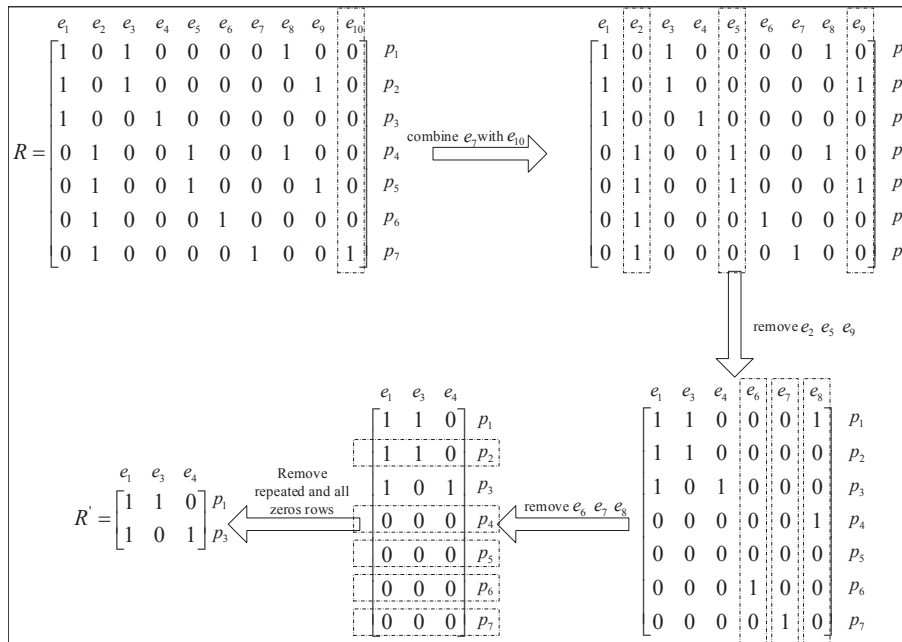 e1 e2 e3 e4 e5 e6 e7 e8 e9 e10
1 0 1 0 0 0 0 1 0 0 p1
1 0 1 0 0 0 0 0 1 0 p2
1 0 0 1 0 0 0 0 0 0 p3
R = 0 1 0 0 1 0 0 1 0 0 p4
0 1 0 0 1 0 0 0 1 0 p5
0 1 0 0 0 1 0 0 0 0 p6
0 1 0 0 0 0 1 0 0 1 p7
combine e7 with e10
e1 e2 e3 e4 e5 e6 e7 e8 e9
1 0 1 0 0 0 0 1 0 p
1 0 1 0 0 0 0 0 1 p
1 0 0 1 0 0 0 0 0 p
0 1 0 0 1 0 0 1 0 p
0 1 0 0 1 0 0 0 1 p
0 1 0 0 0 1 0 0 0 p
0 1 0 0 0 0 1 0 0 p
remove e2 e5 e9
e1 e3 e4 e6 e7 e8
1 1 0 0 0 1 p1
1 1 0 0 0 0 p2
1 0 1 0 0 0 p3
0 0 0 0 0 1 p4
0 0 0 0 0 0 p5
0 0 0 1 0 0 p6
0 0 0 0 1 0 p7
remove e6 e7 e8
e1 e3 e4
1 1 0 p1
1 1 0 p2
1 0 1 p3
0 0 0 p4
0 0 0 p5
0 0 0 p6
0 0 0 p7
Remove
repeated and all
zeros rows
e1 e3 e4
R' = 1 1 0 p1
1 0 1 p3